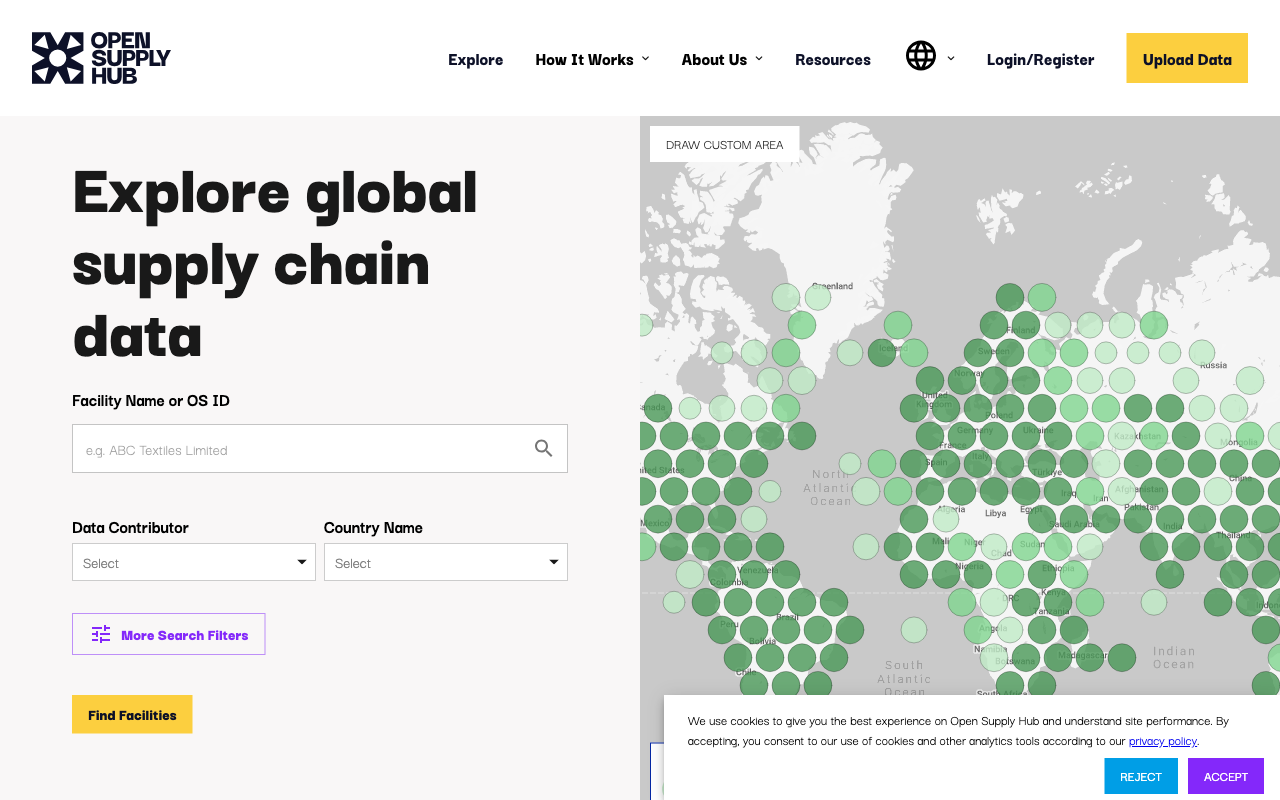 OPEN
SUPPLY
HUB
Explore
How It Works
About Us
Resources
Login/Register
Upload Data
Explore global
supply chain
data
Facility Name or OS ID
e.g. ABC Textiles Limited
Data Contributor
Country Name
Select
Select
More Search Filters
Find Facilities
DRAW CUSTOM AREA
Greenland
Iceland
Finland
Sweden
Norway
Russia
United
Kingdom
Poland
Germany
Ukraine
Kazakhstan
Mongolia
France
Italy
Spain
Türkiye
China
North
Atlantic
Ocean
Iraq
Iran
Afghanistan
Pakistan
Algeria
Libya
Egypt
Saudi Arabia
India
Mexico
Mali
Niger
Chad
Sudan
Thailand
Nigeria
Ethiopia
Venezuela
Colombia
Kenya
DRC
Tanzania
Peru
Brazil
Bolivia
Angola
Namibia
Botswana
Madagascar
Indian
Ocean
Chile
South
Atlantic
Ocean
South Africa
We use cookies to give you the best experience on Open Supply Hub and understand site performance. By
accepting, you consent to our use of cookies and other analytics tools according to our privacy policy.
REJECT
ACCEPT